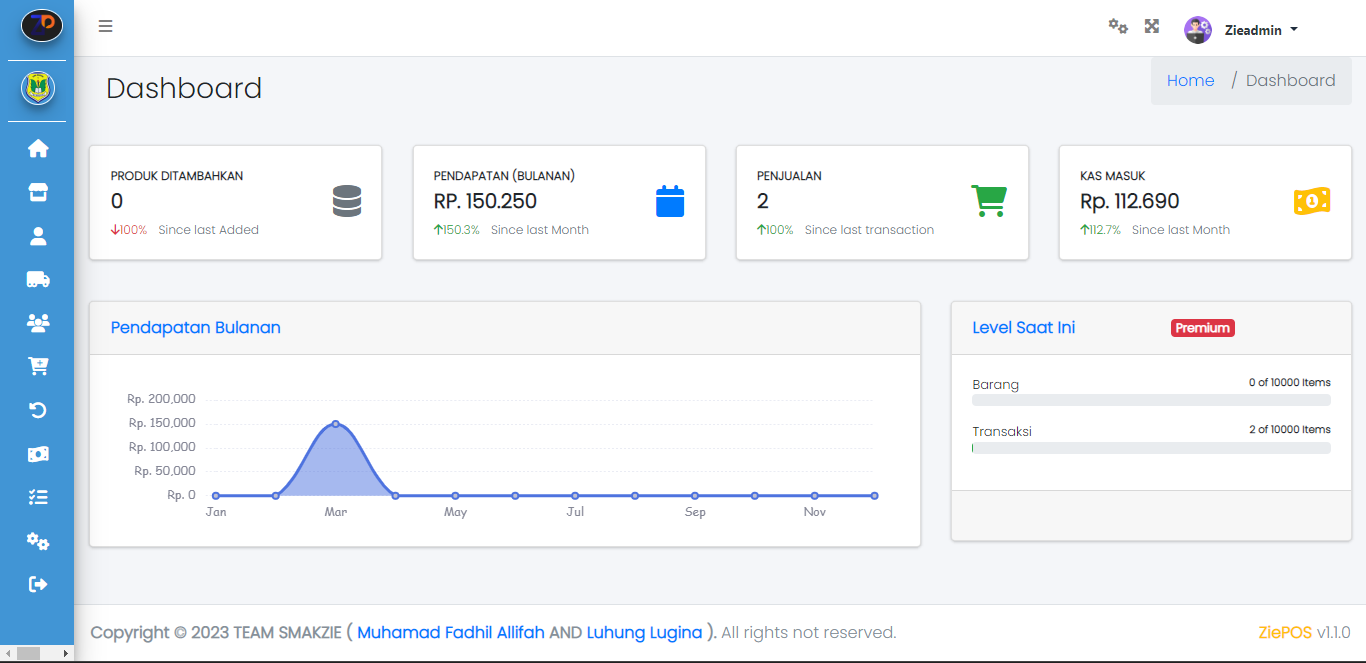 ZP
Zieadmin
Dashboard
Home / Dashboard
PRODUK DITAMBAHKAN
0
100% Since last Added
PENDAPATAN (BULANAN)
RP. 150.250
150.3% Since last Month
PENJUALAN
2
100% Since last transaction
KAS MASUK
Rp. 112.690
112.7% Since last Month
Pendapatan Bulanan
Rp. 200,000
Rp. 150,000
Rp. 100,000
Rp. 50,000
Rp. 0
Jan Mar May Jul Sep Nov
Level Saat Ini Premium
Barang 0 of 10000 Items
Transaksi 2 of 10000 Items
Copyright © 2023 TEAM SMAKZIE ( Muhamad Fadhil Allifah AND Luhung Lugina ). All rights not reserved.
ZiePOS v1.1.0